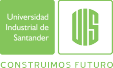 Universidad
Industrial de
Santander
UIS
CONSTRUIMOS FUTURO